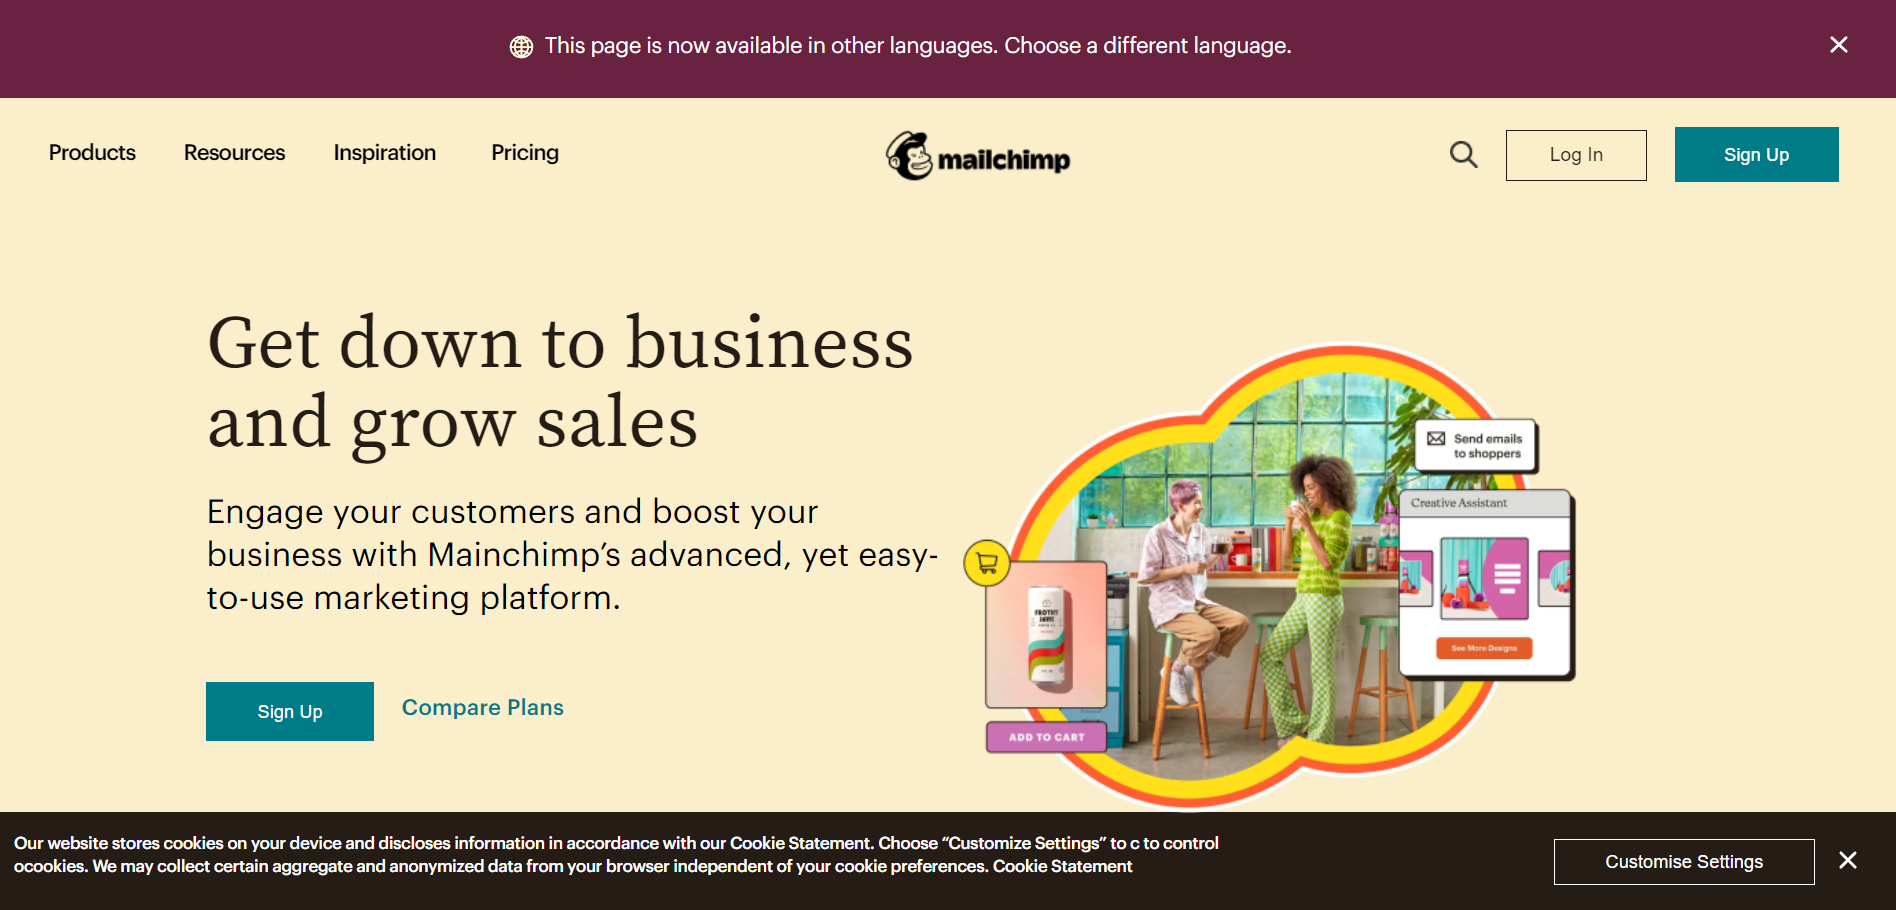 This page is now available in other languages. Choose a different language.
Products
Resources
Inspiration
Pricing
mailchimp
Log In
Sign Up
Get down to business
and grow sales
Engage your customers and boost your
business with Mainchimp’s advanced, yet easy-
to-use marketing platform.
Sign Up
Compare Plans
Send emails
to shoppers
Creative Assistant
See More Designs
FROTHY
ADD TO CART
Our website stores cookies on your device and discloses information in accordance with our Cookie Statement. Choose “Customize Settings” to c to control
ocookies. We may collect certain aggregate and anonymized data from your browser independent of your cookie preferences. Cookie Statement
Customise Settings